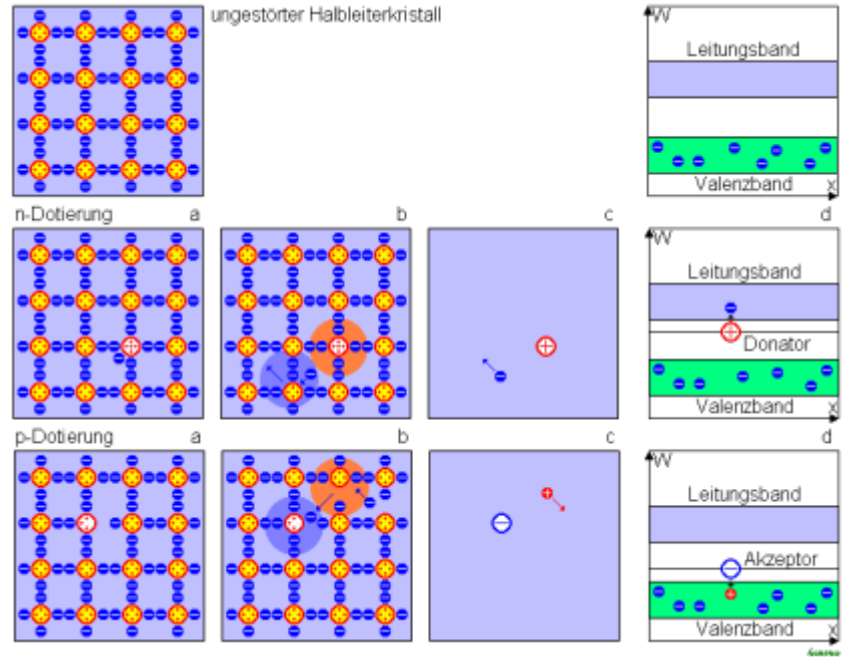 ungestörter Halbleiterkristall
W
Leitungsband
Valenzband x
n-Dotierung a b c d
W
Leitungsband
Donator
Valenzband x
p-Dotierung a b c d
W
Leitungsband
Akzeptor
Valenzband x